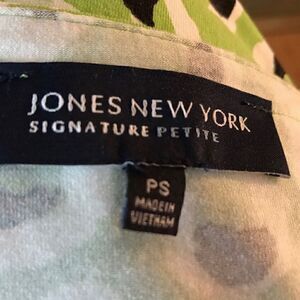 JONES NEW YORK
SIGNATURE PETITE
PS
MADE IN
VIETNAM